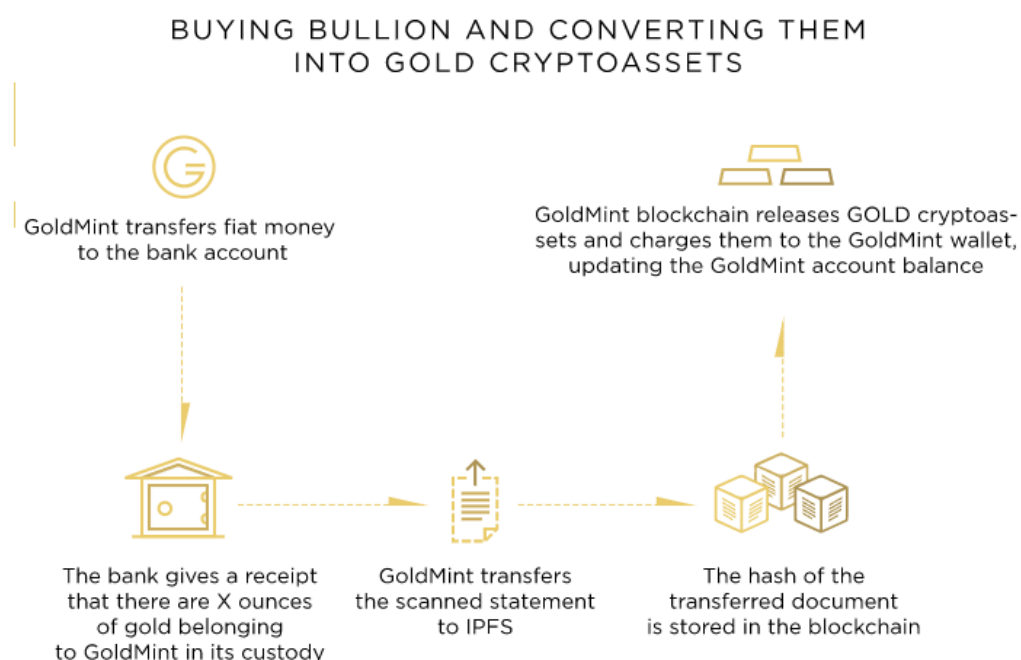 BUYING BULLION AND CONVERTING THEM
INTO GOLD CRYPTOASSETS
G
GoldMint transfers fiat money
to the bank account
The bank gives a receipt
that there are X ounces
of gold belonging
to GoldMint in its custody
GoldMint transfers
the scanned statement
to IPFS
The hash of the
transferred document
is stored in the blockchain
GoldMint blockchain releases GOLD cryptoas-
sets and charges them to the GoldMint wallet,
updating the GoldMint account balance